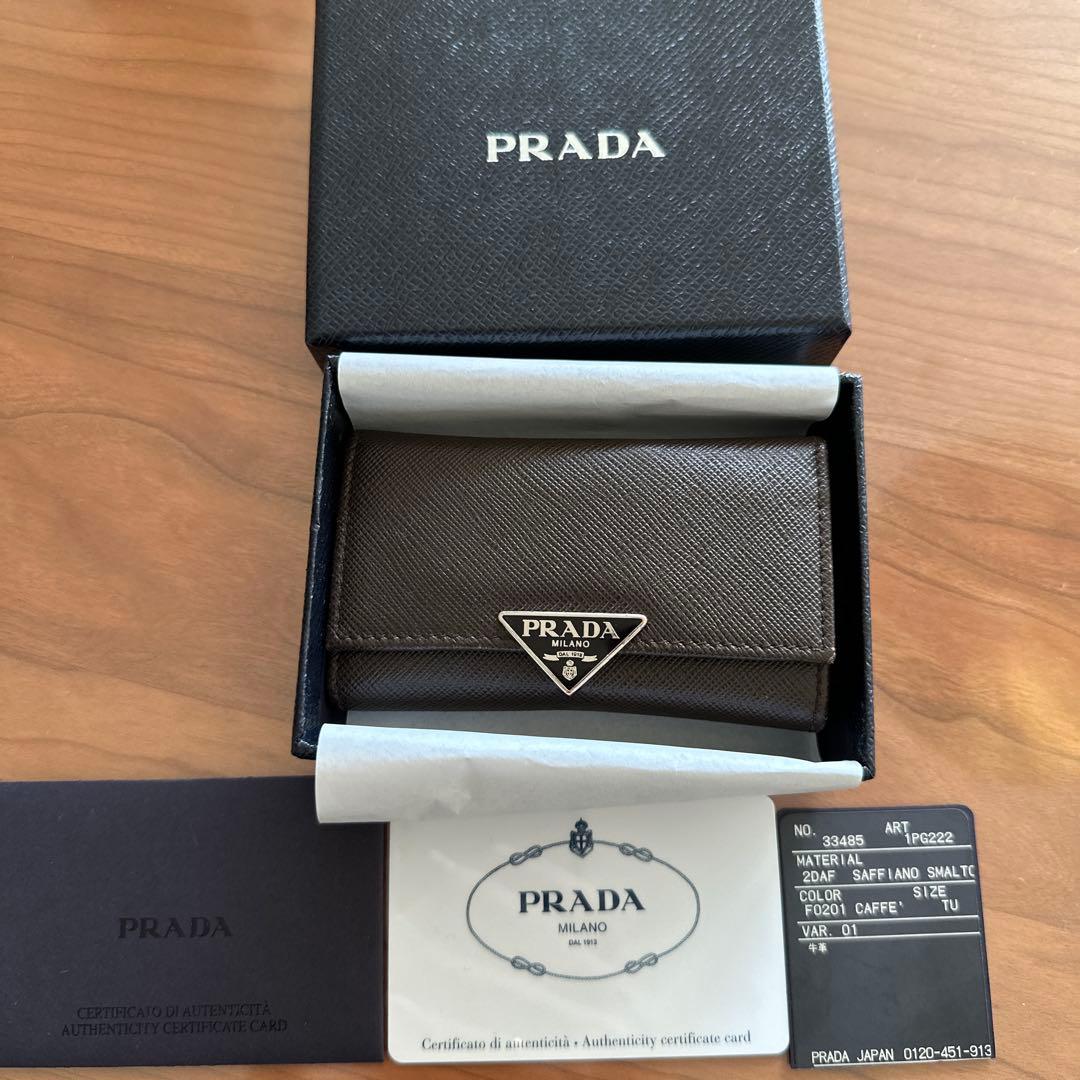 PRADA
PRADA
MILANO
DAL 1913
PRADA
CERTIFICATO DI AUTENTICITÀ
AUTHENTICITY CERTIFICATE CARD
PRADA
MILANO
DAL 1913
Certificato di autenticità • Authenticity certificate card
NO. 33485 ART 1PG222
MATERIAL
2DAF SAFFIANO SMALTO
COLOR SIZE
F0201 CAFFE' TU
VAR. 01
牛革
PRADA JAPAN 0120-451-913